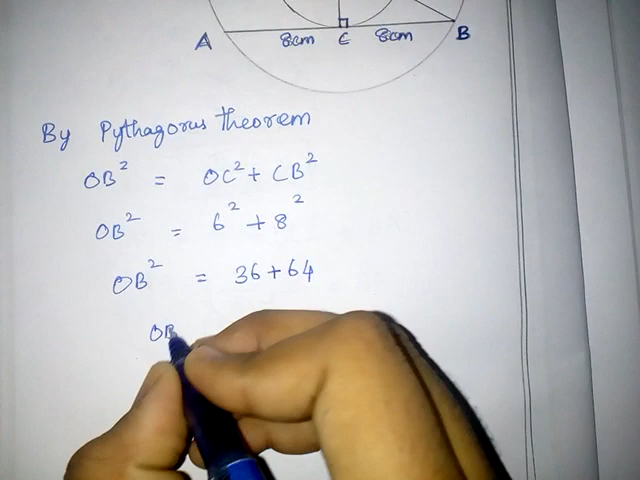 A 8cm C 8cm B
By Pythagorus theorem
OB² = OC² + CB²
OB² = 6² + 8²
OB² = 36 + 64
OB